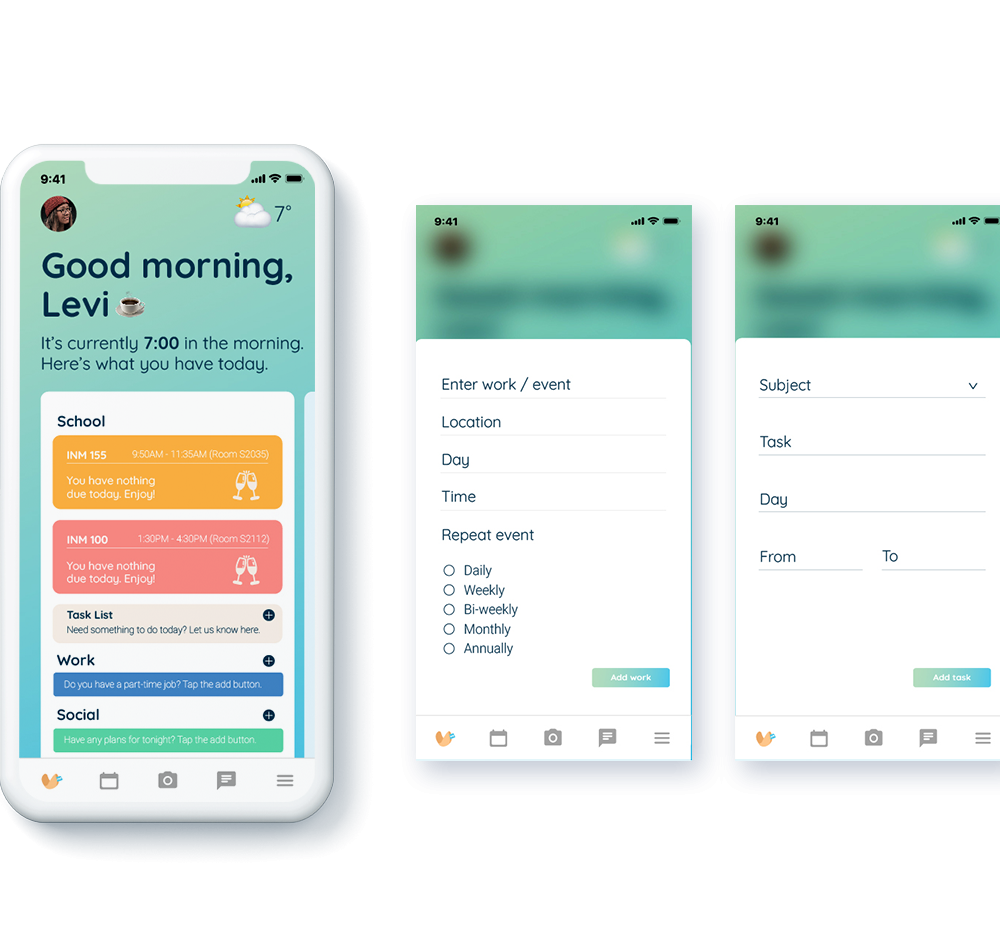 9:41
7°
Good morning,
Levi
It's currently 7:00 in the morning.
Here's what you have today.
School
INM 155 9:50AM - 11:35AM (Room S2035)
You have nothing
due today. Enjoy!
INM 100 1:30PM - 4:30PM (Room S2112)
You have nothing
due today. Enjoy!
Task List
Need something to do today? Let us know here.
Work
Do you have a part-time job? Tap the add button.
Social
Have any plans for tonight? Tap the add button.
9:41
Enter work / event
Location
Day
Time
Repeat event
Daily
Weekly
Bi-weekly
Monthly
Annually
Add work
9:41
Subject
Task
Day
From To
Add task